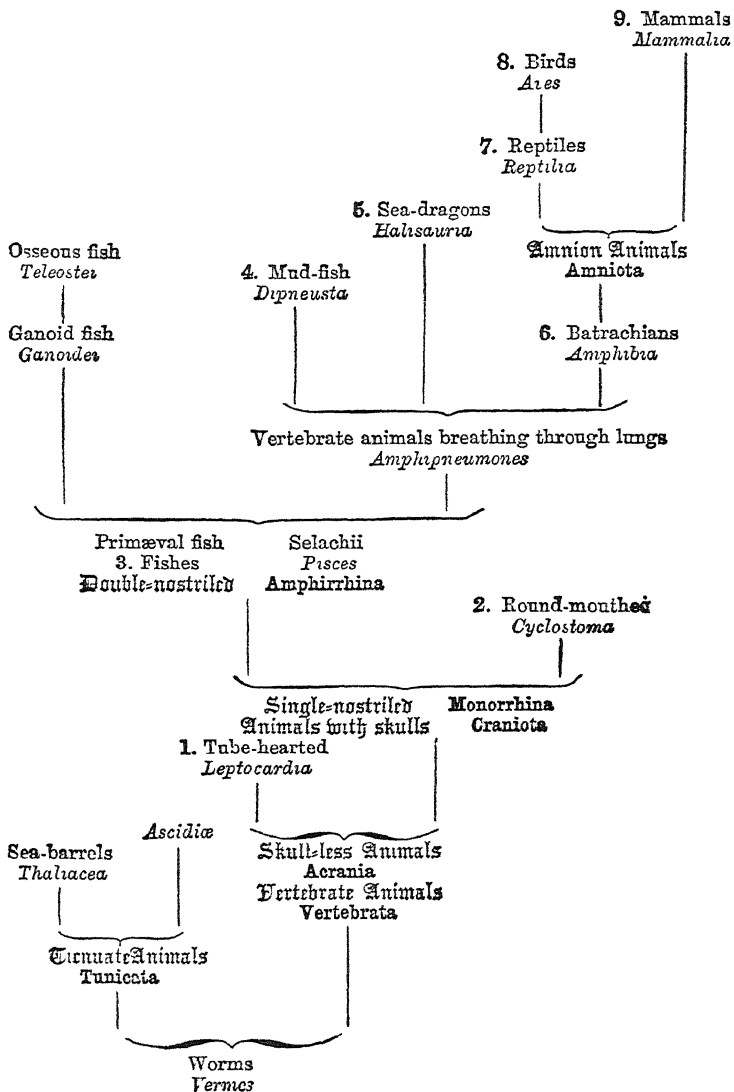 9. Mammals
Mammalia
8. Birds
Aves
7. Reptiles
Reptilia
5. Sea-dragons
Halisauria
Amnion Animals
Amniota
Osseous fish
Teleostei
4. Mud-fish
Dipneusta
Ganoid fish
Ganoidei
6. Batrachians
Amphibia
Vertebrate animals breathing through lungs
Amphipneumones
Primæval fish Selachii
3. Fishes Pisces
Double-nostriled Amphirrhina
2. Round-mouthed
Cyclostoma
Single-nostriled Monorrhina
Animals with skulls Craniota
1. Tube-hearted
Leptocardia
Ascidiæ
Sea-barrels
Thaliacea
Skull-less Animals
Acrania
Vertebrate Animals
Vertebrata
TicnuateAnimals
Tunicata
Worms
Vermes